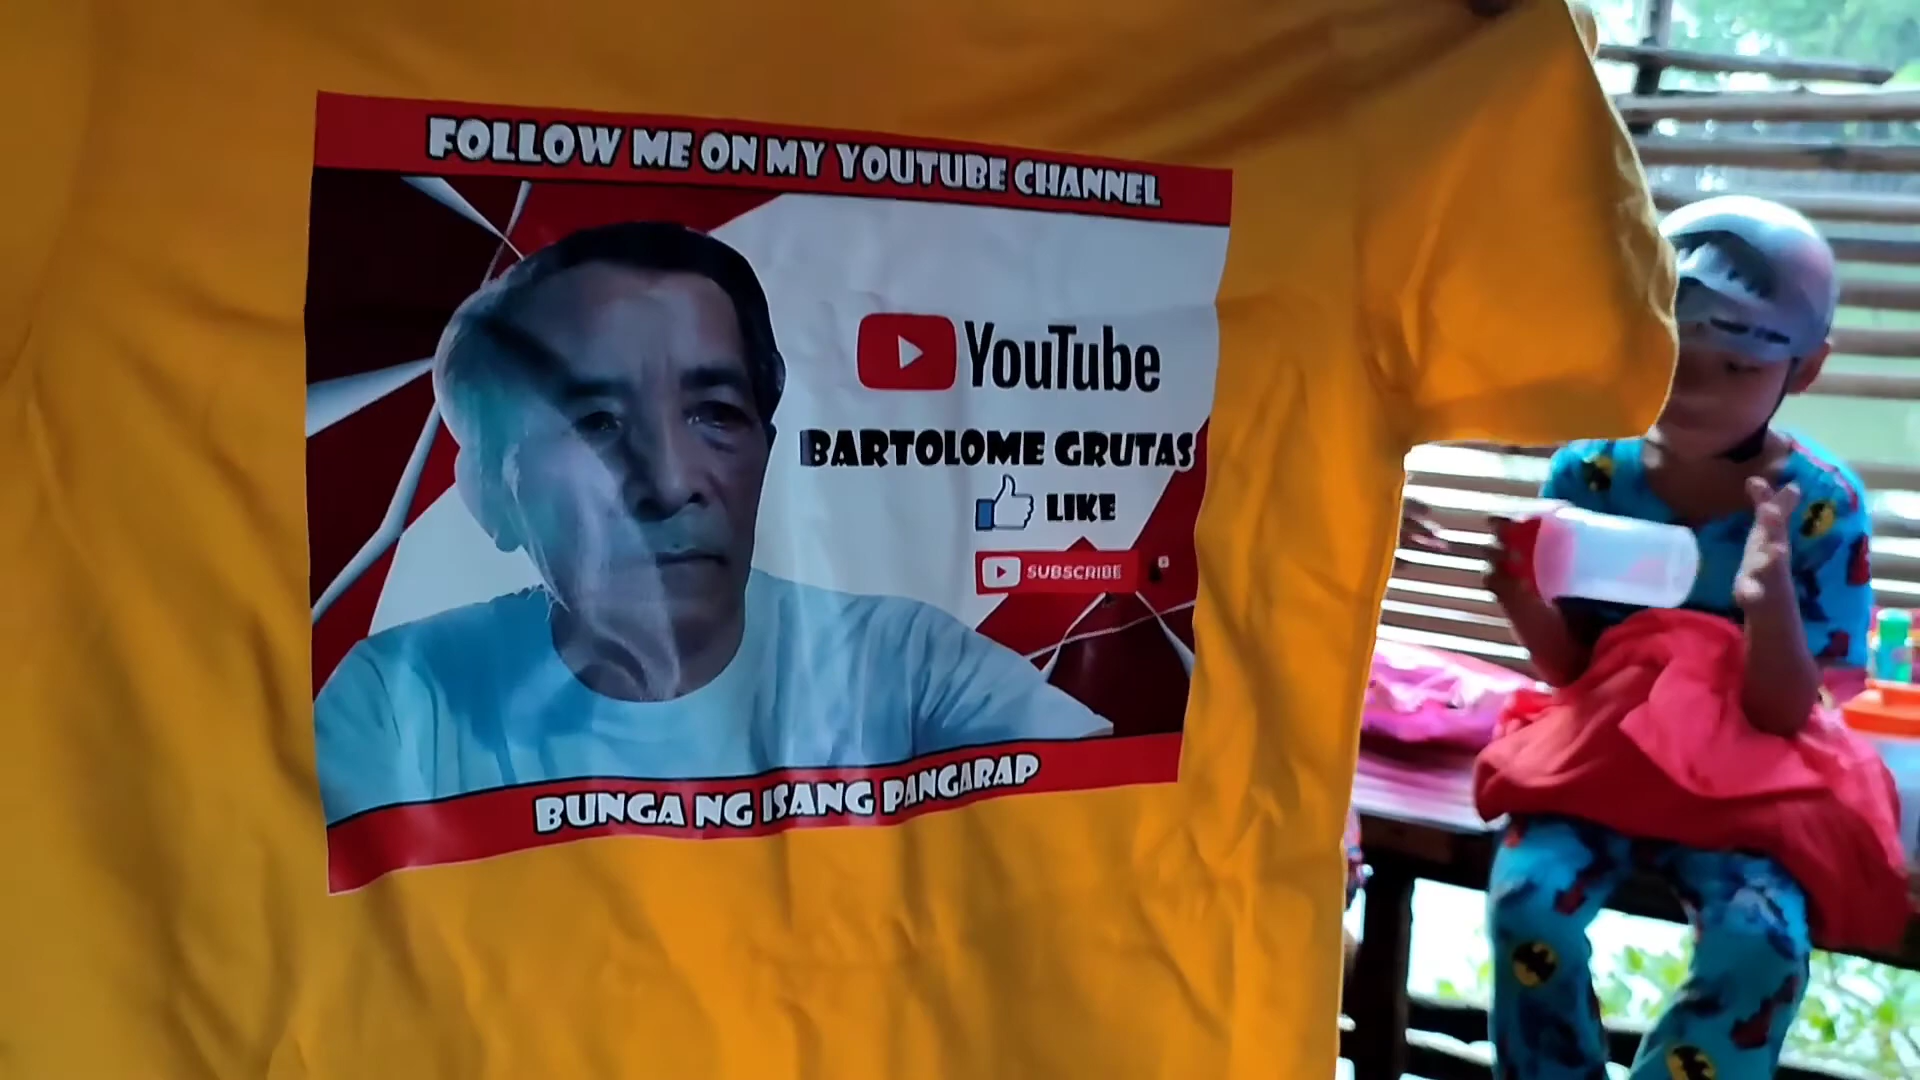 FOLLOW ME ON MY YOUTUBE CHANNEL
YouTube
BARTOLOME GRUTAS
LIKE
SUBSCRIBE
BUNGA NG ISANG PANGARAP